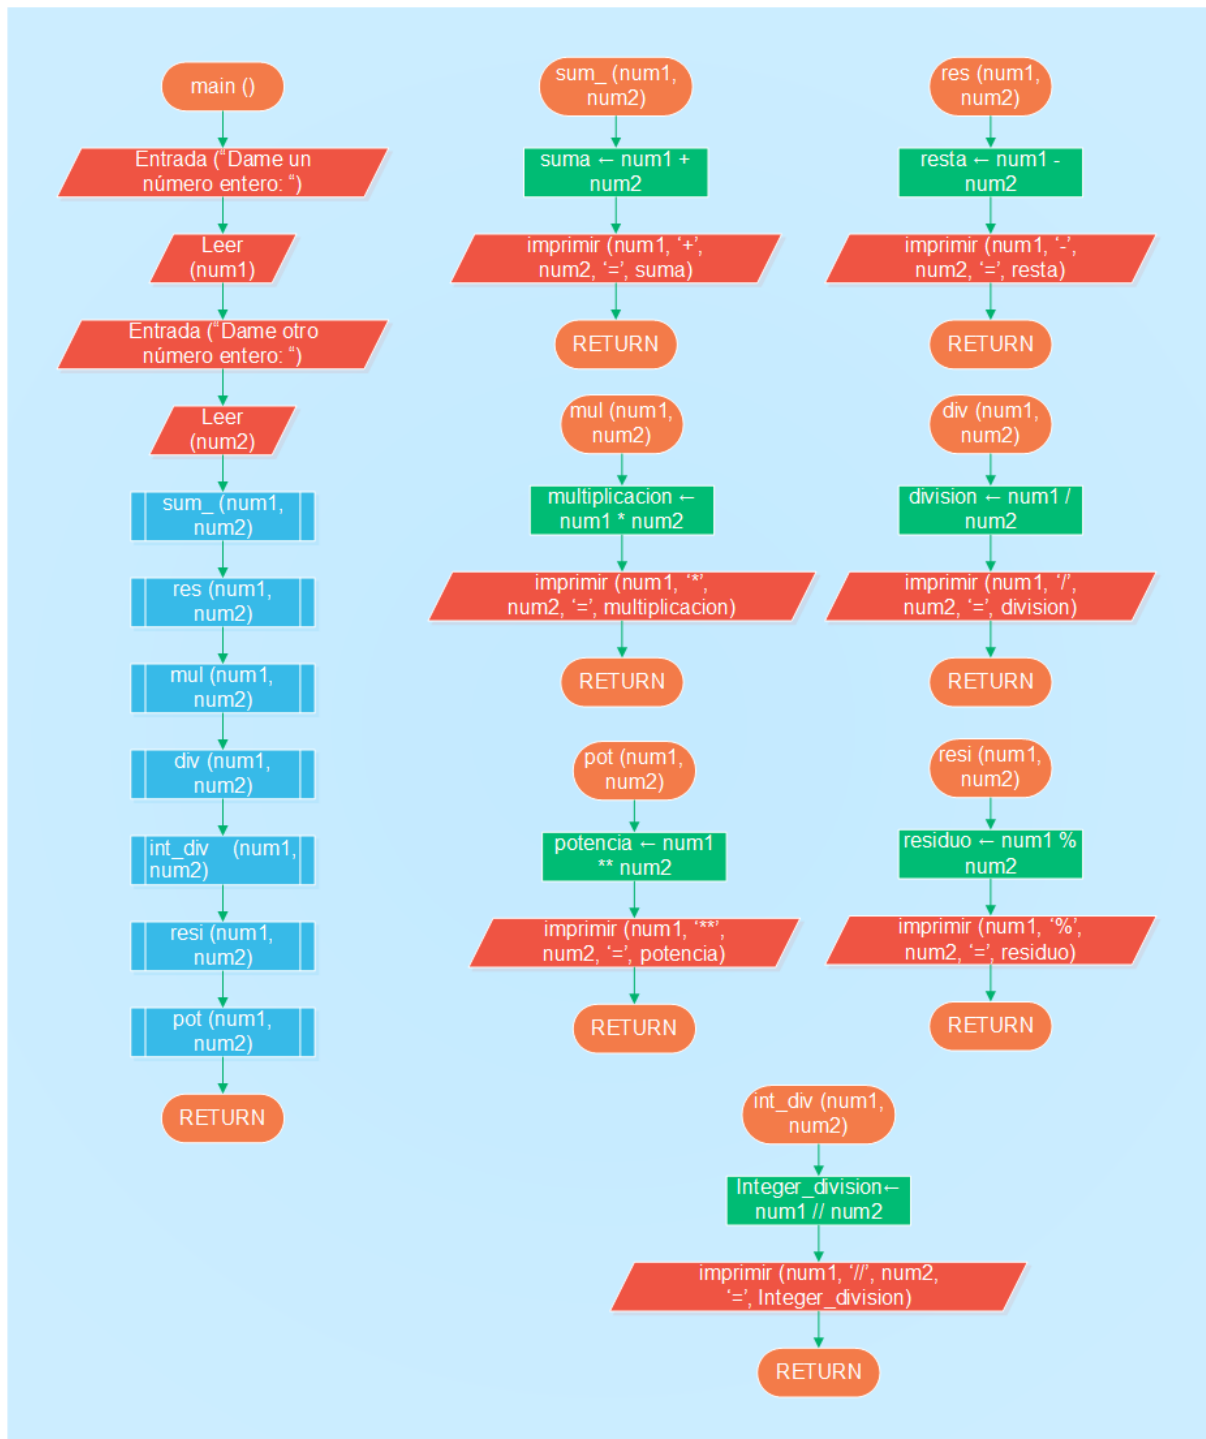 main ()
Entrada (“Dame un
número entero: “)
Leer
(num1)
Entrada (“Dame otro
número entero: “)
Leer
(num2)
sum_ (num1,
num2)
res (num1,
num2)
mul (num1,
num2)
div (num1,
num2)
int_div (num1,
num2)
resi (num1,
num2)
pot (num1,
num2)
RETURN
sum_ (num1,
num2)
suma ← num1 +
num2
imprimir (num1, ‘+’,
num2, ‘=’, suma)
RETURN
res (num1,
num2)
resta ← num1 -
num2
imprimir (num1, ‘-’,
num2, ‘=’, resta)
RETURN
mul (num1,
num2)
multiplicacion ←
num1 * num2
imprimir (num1, ‘*’,
num2, ‘=’, multiplicacion)
RETURN
div (num1,
num2)
division ← num1 /
num2
imprimir (num1, ‘/’,
num2, ‘=’, division)
RETURN
pot (num1,
num2)
potencia ← num1
** num2
imprimir (num1, ‘**’,
num2, ‘=’, potencia)
RETURN
resi (num1,
num2)
residuo ← num1 %
num2
imprimir (num1, ‘%’,
num2, ‘=’, residuo)
RETURN
int_div (num1,
num2)
Integer_division←
num1 // num2
imprimir (num1, ‘//’, num2,
‘=’, Integer_division)
RETURN